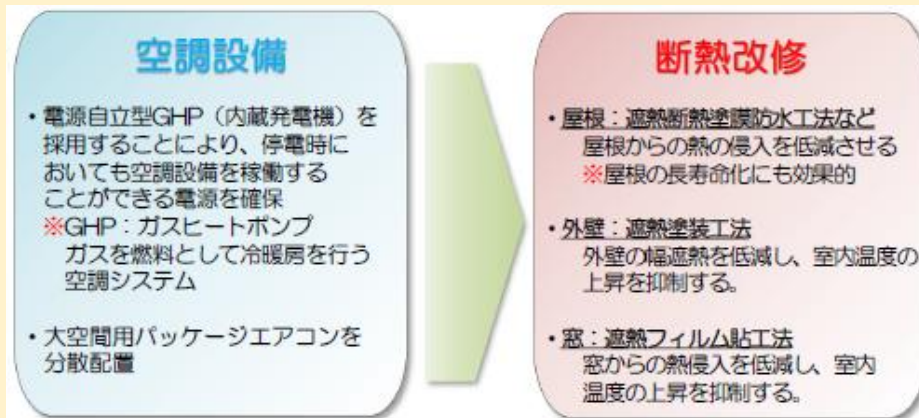 空調設備
・電源自立型GHP（内蔵発電機）を
採用することにより、停電時に
おいても空調設備を稼働する
ことができる電源を確保
※GHP：ガスヒートポンプ
ガスを燃料として冷暖房を行う
空調システム
・大空間用パッケージエアコンを
分散配置
断熱改修
・屋根：遮熱断熱塗膜防水工法など
屋根からの熱の侵入を低減させる
※屋根の長寿命化にも効果的
・外壁：遮熱塗装工法
外壁の幅遮熱を低減し、室内温度の
上昇を抑制する。
・窓：遮熱フィルム貼工法
窓からの熱侵入を低減し、室内
温度の上昇を抑制する。